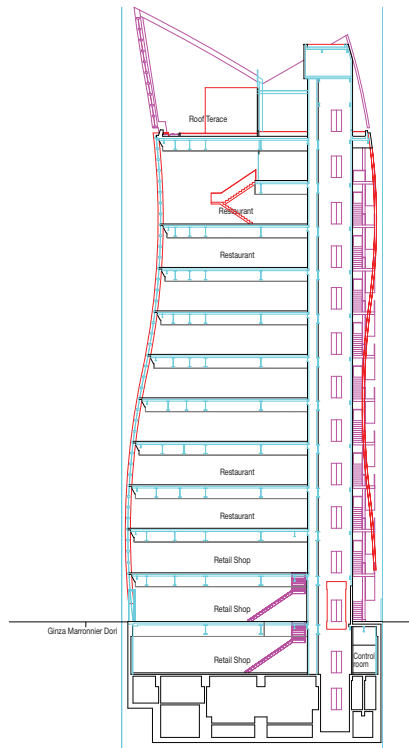 Roof Terace
Restaurant
Restaurant
Restaurant
Restaurant
Retail Shop
Retail Shop
Ginza Marronnier Dori
Retail Shop
Control
room